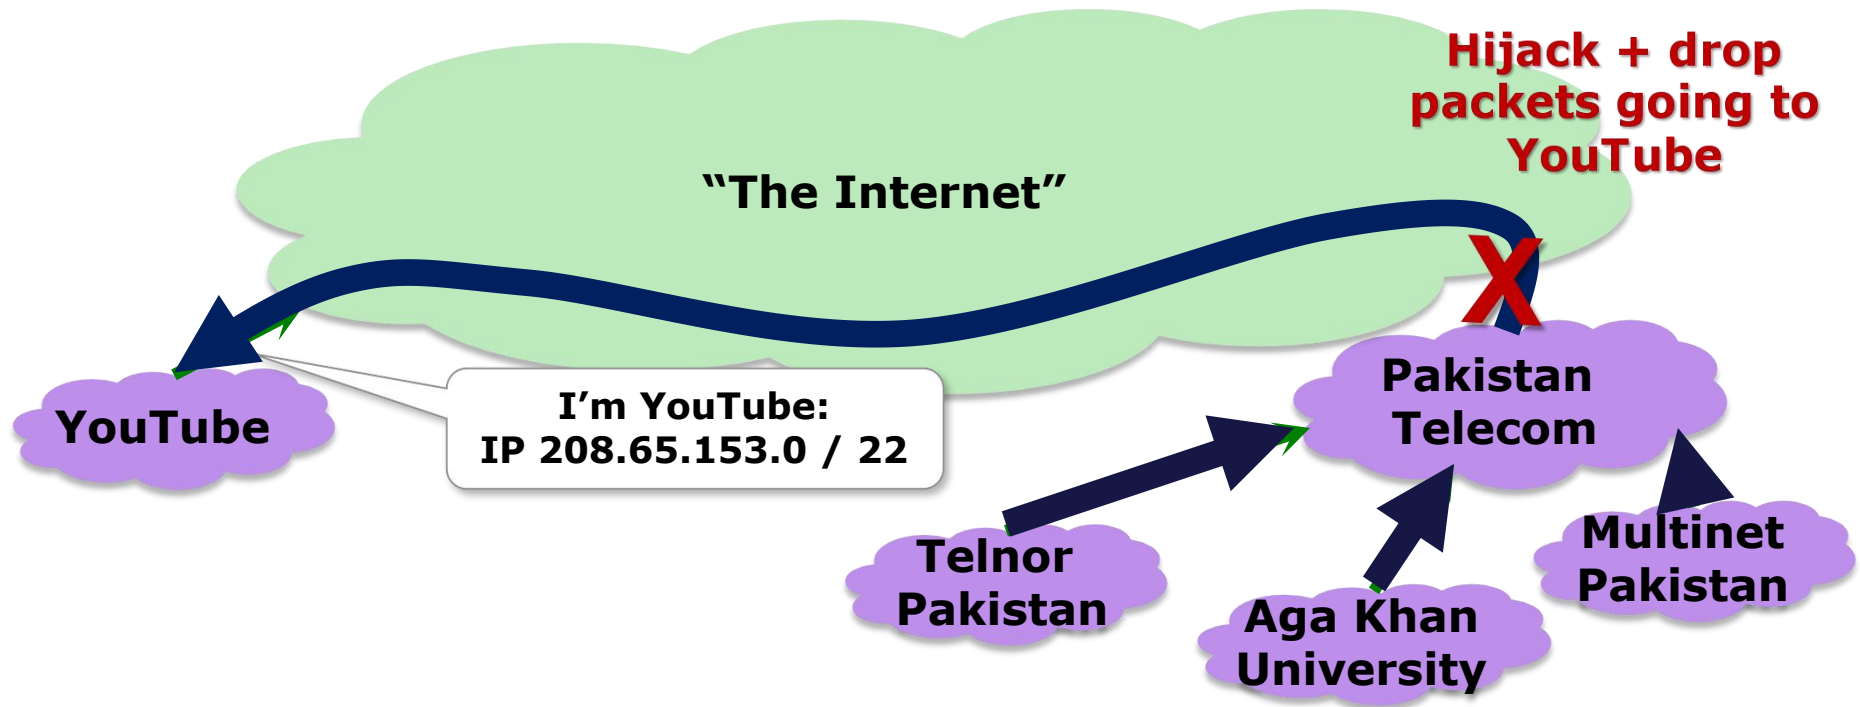 Hijack + drop
packets going to
YouTube
“The Internet”
X
I’m YouTube:
IP 208.65.153.0 / 22
YouTube
Pakistan
Telecom
Telnor
Pakistan
Aga Khan
University
Multinet
Pakistan